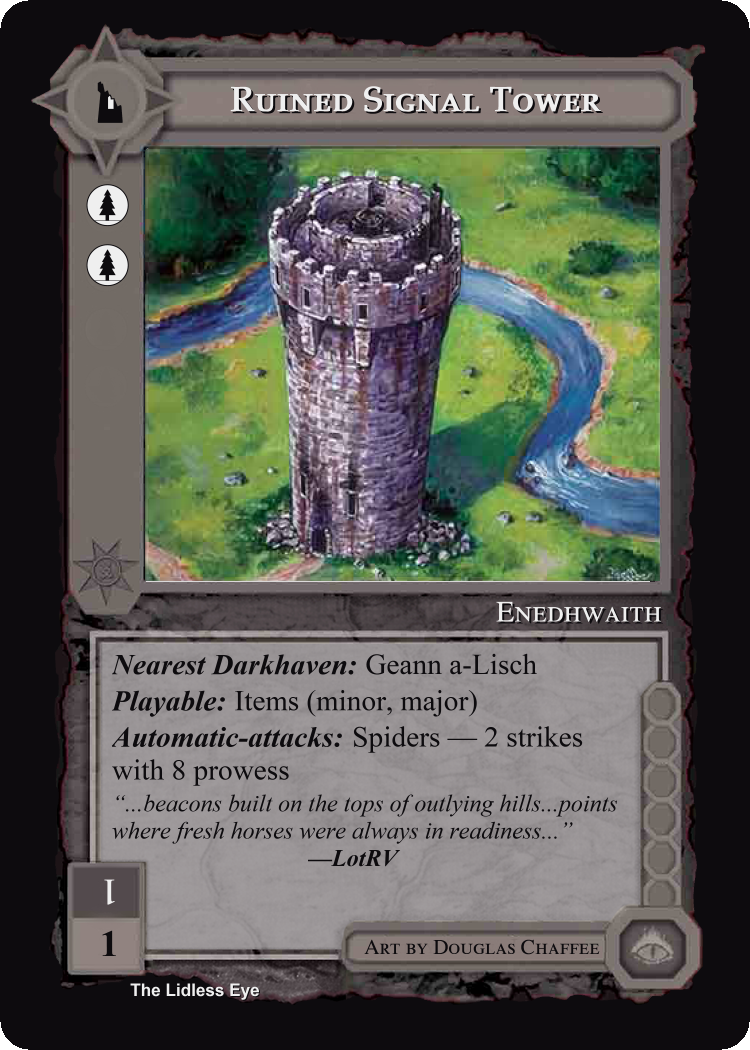 Ruined Signal Tower
Enedhwaith
Nearest Darkhaven: Geann a-Lisch
Playable: Items (minor, major)
Automatic-attacks: Spiders — 2 strikes
with 8 prowess
“...beacons built on the tops of outlying hills...points
where fresh horses were always in readiness...”
—LotRV
1
1
Art by Douglas Chaffee
The Lidless Eye